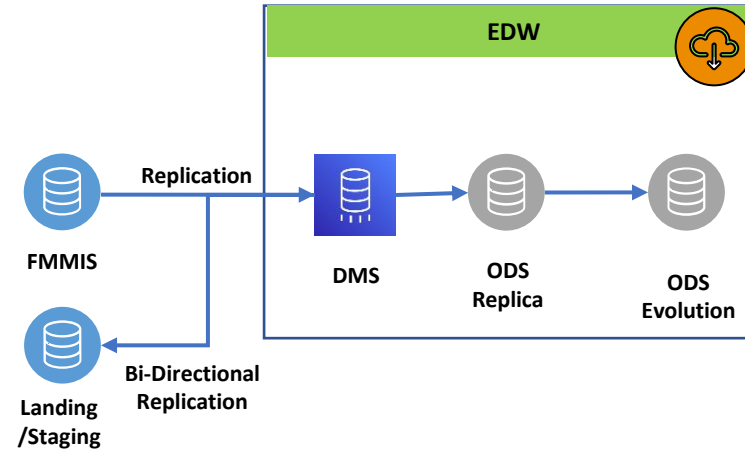 EDW
Replication
FMMIS
DMS
ODS
Replica
ODS
Evolution
Bi-Directional
Replication
Landing
/Staging